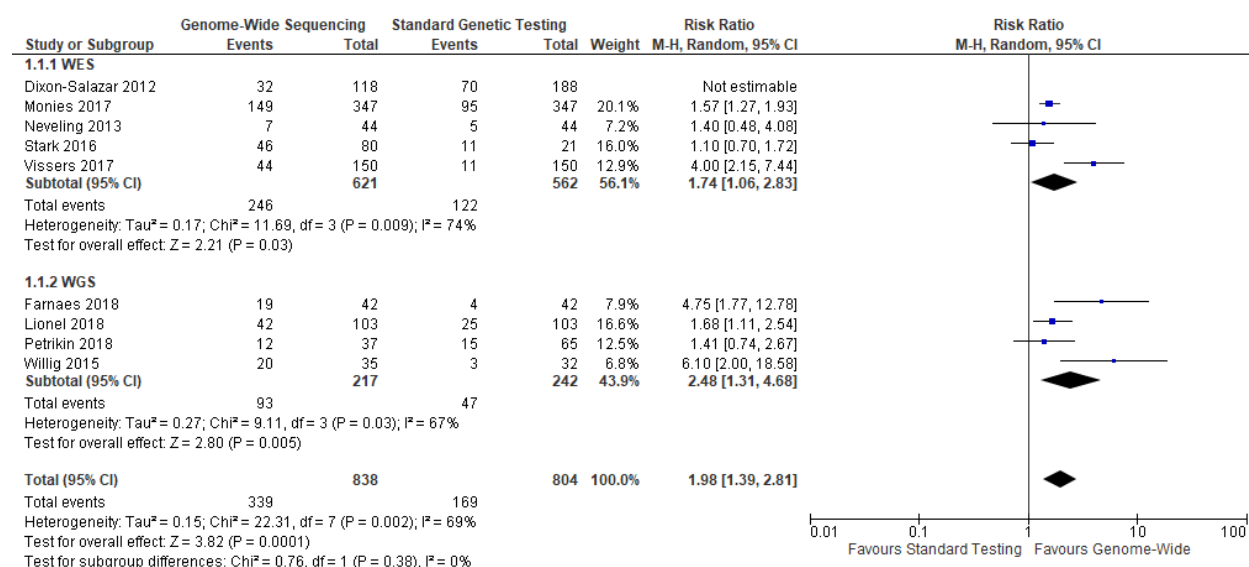 Genome-Wide Sequencing Standard Genetic Testing Risk Ratio Risk Ratio
Study or Subgroup Events Total Events Total Weight M-H, Random, 95% CI M-H, Random, 95% CI
1.1.1 WES
Dixon-Salazar 2012 32 118 70 188 Not estimable
Monies 2017 149 347 95 347 20.1% 1.57 [1.27, 1.93]
Neveling 2013 7 44 5 44 7.2% 1.40 [0.48, 4.08]
Stark 2016 46 80 11 21 16.0% 1.10 [0.70, 1.72]
Vissers 2017 44 150 11 150 12.9% 4.00 [2.15, 7.44]
Subtotal (95% CI) 621 562 56.1% 1.74 [1.06, 2.83]
Total events 246 122
Heterogeneity: Tau² = 0.17; Chi² = 11.69, df = 3 (P = 0.009); I² = 74%
Test for overall effect: Z = 2.21 (P = 0.03)
1.1.2 WGS
Farnaes 2018 19 42 4 42 7.9% 4.75 [1.77, 12.78]
Lionel 2018 42 103 25 103 16.6% 1.68 [1.11, 2.54]
Petrikin 2018 12 37 15 65 12.5% 1.41 [0.74, 2.67]
Willig 2015 20 35 3 32 6.8% 6.10 [2.00, 18.58]
Subtotal (95% CI) 217 242 43.9% 2.48 [1.31, 4.68]
Total events 93 47
Heterogeneity: Tau² = 0.27; Chi² = 9.11, df = 3 (P = 0.03); I² = 67%
Test for overall effect: Z = 2.80 (P = 0.005)
Total (95% CI) 838 804 100.0% 1.98 [1.39, 2.81]
Total events 339 169
Heterogeneity: Tau² = 0.15; Chi² = 22.31, df = 7 (P = 0.002); I² = 69%
Test for overall effect: Z = 3.82 (P = 0.0001)
Test for subgroup differences: Chi² = 0.76, df = 1 (P = 0.38), I² = 0%
0.01 0.1 1 10 100
Favours Standard Testing Favours Genome-Wide